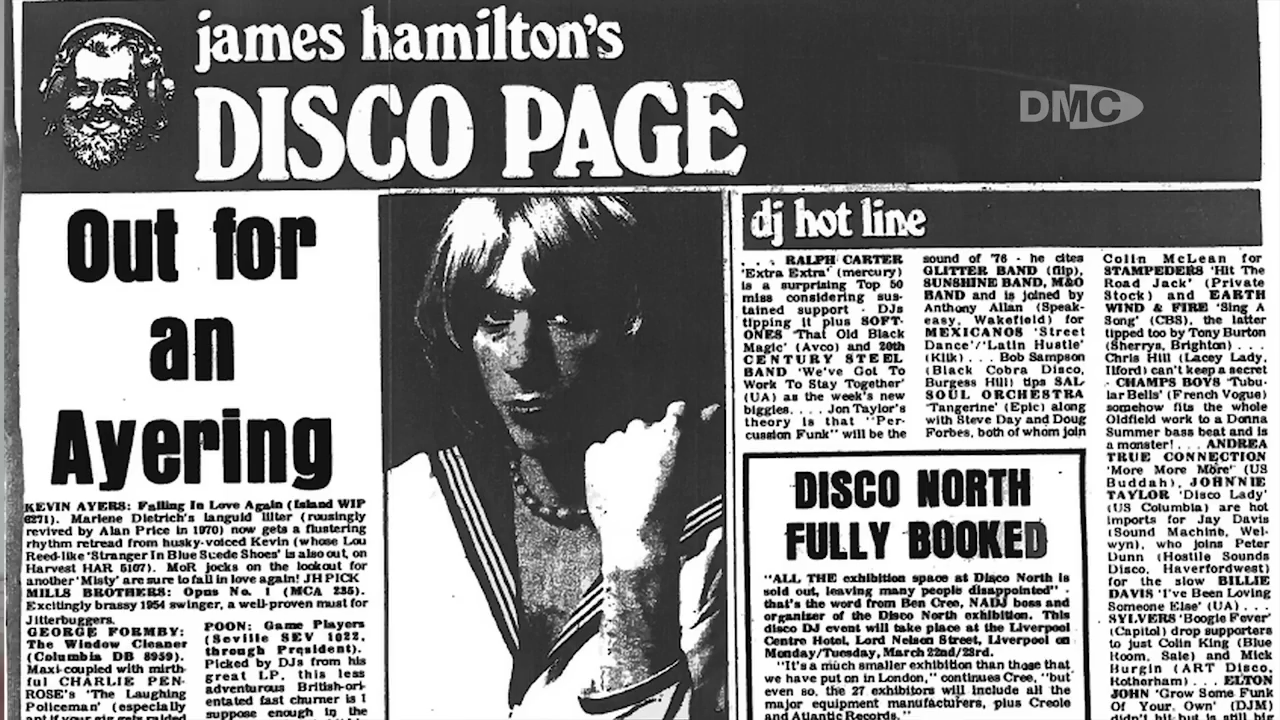 james hamilton's
DISCO PAGE
DMC
Out for
an
Ayering
KEVIN AYERS: Falling In Love Again (Island WIP
6271). Marlene Dietrich's languid lilter (rousingly
revived by Alan Price in 1970) now gets a flustering
rhythm retread from husky-voiced Kevin (whose Lou
Reed-like 'Stranger In Blue Suede Shoes' is also out, on
Harvest HAR 5107). MoR jocks on the lookout for
another 'Misty' are sure to fall in love again! JH PICK
MILLS BROTHERS: Opus No. 1 (MCA 235).
Excitingly brassy 1954 swinger, a well-proven must for
Jitterbuggers.
GEORGE FORMBY:
The Window Cleaner
(Columbia DB 8959).
Maxi-coupled with mirth-
ful CHARLIE PEN-
ROSE's 'The Laughing
Policeman' (especially
apt if your gig gets raided
POON: Game Players
(Seville SEV 1022,
through President).
Picked by DJs from his
great LP, this less
adventurous British-ori-
entated fast churner is I
suppose enough in the
dj hot line
. . . RALPH CARTER
'Extra Extra' (mercury)
is a surprising Top 50
miss considering sus-
tained support - DJs
tipping it plus SOFT-
ONES 'That Old Black
Magic' (Avco) and 20th
CENTURY STEEL
BAND 'We've Got To
Work To Stay Together'
(UA) as the week's new
biggies. . . . Jon Taylor's
theory is that "Per-
cussion Funk" will be the
sound of '76 - he cites
GLITTER BAND (flip),
SUNSHINE BAND, M&O
BAND and is joined by
Anthony Allan (Speak-
easy, Wakefield) for
MEXICANOS 'Street
Dance'/'Latin Hustle'
(Klik) . . . Bob Sampson
(Black Cobra Disco,
Burgess Hill) tips SAL-
SOUL ORCHESTRA
'Tangerine' (Epic) along
with Steve Day and Doug
Forbes, both of whom join
Colin McLean for
STAMPEDERS 'Hit The
Road Jack' (Private
Stock) and EARTH
WIND & FIRE 'Sing A
Song' (CBS), the latter
tipped too by Tony Burton
(Sherrys, Brighton) . . . .
Chris Hill (Lacey Lady,
Ilford) can't keep a secret
- CHAMPS BOYS 'Tubu-
lar Bells' (French Vogue)
somehow fits the whole
Oldfield work to a Donna
Summer bass beat and is
a monster! . . . ANDREA
TRUE CONNECTION
'More More More' (US
Buddah), JOHNNIE
TAYLOR 'Disco Lady'
(US Columbia) are hot
imports for Jay Davis
(Sound Machine, Wel-
wyn), who joins Peter
Dunn (Hostile Sounds
Disco, Haverfordwest)
for the slow BILLIE
DAVIS 'I've Been Loving
Someone Else' (UA) . . .
SYLVERS 'Boogie Fever'
(Capitol) drop supporters
to just Colin King (Blue
Room, Sale) and Mick
Burgin (ART Disco,
Rotherham) . . . ELTON
JOHN 'Grow Some Funk
Of Your Own' (DJM)
didn't hit but is still big
DISCO NORTH
FULLY BOOKED
"ALL THE exhibition space at Disco North is
sold out, leaving many people disappointed" -
that's the word from Ben Cree, NADJ boss and
organiser of the Disco North exhibition. This
disco DJ event will take place at the Liverpool
Centre Hotel, Lord Nelson Street, Liverpool on
Monday/Tuesday, March 22nd/23rd.
"It's a much smaller exhibition than those that
we have put on in London," continues Cree, "but
even so, the 27 exhibitors will include all the
major equipment manufacturers, plus Creole
and Atlantic Records."